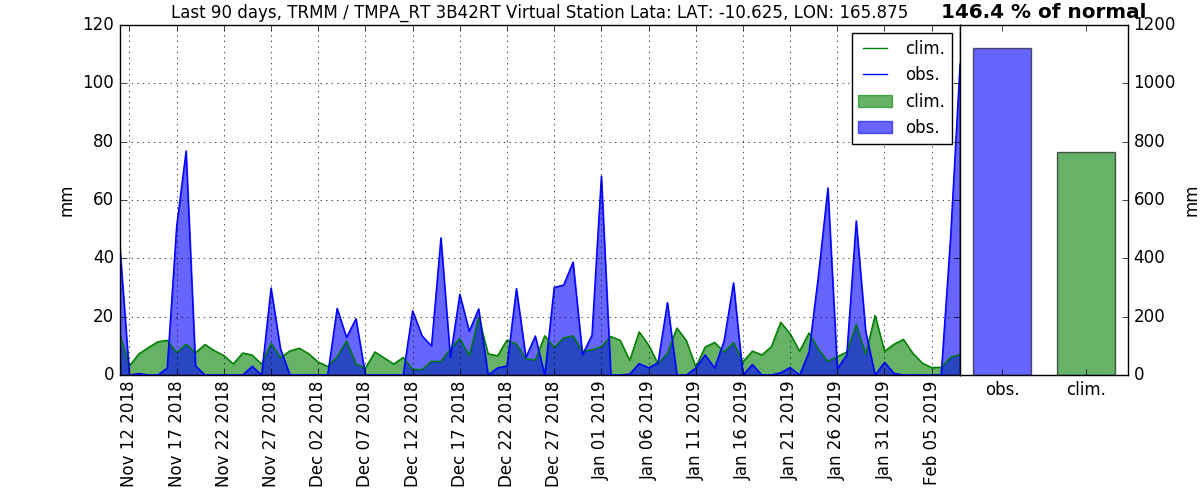 Last 90 days, TRMM / TMPA_RT 3B42RT Virtual Station Lata: LAT: -10.625, LON: 165.875
146.4 % of normal
mm
120
100
80
60
40
20
0
clim.
obs.
clim.
obs.
Nov 12 2018
Nov 17 2018
Nov 22 2018
Nov 27 2018
Dec 02 2018
Dec 07 2018
Dec 12 2018
Dec 17 2018
Dec 22 2018
Dec 27 2018
Jan 01 2019
Jan 06 2019
Jan 11 2019
Jan 16 2019
Jan 21 2019
Jan 26 2019
Jan 31 2019
Feb 05 2019
1200
1000
800
600
400
200
0
mm
obs.
clim.